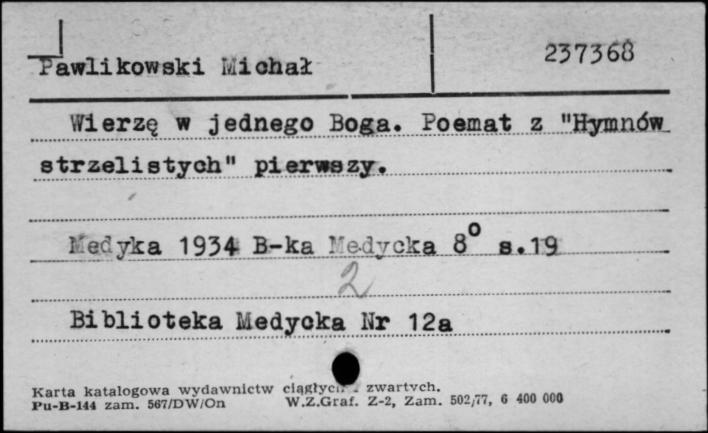 237368
Pawlikowski Michał
Wierzę w jednego Boga. Poemat z "Hymnów
strzelistych" pierwszy.
Medyka 1934 B-ka Medycka 8° s.19
2
Biblioteka Medycka Nr 12a
Karta katalogowa wydawnictw ciągłych i zwartych.
Pu-B-144 zam. 567/DW/On W.Z.Graf. Z-2, Zam. 502/77, 6 400 000